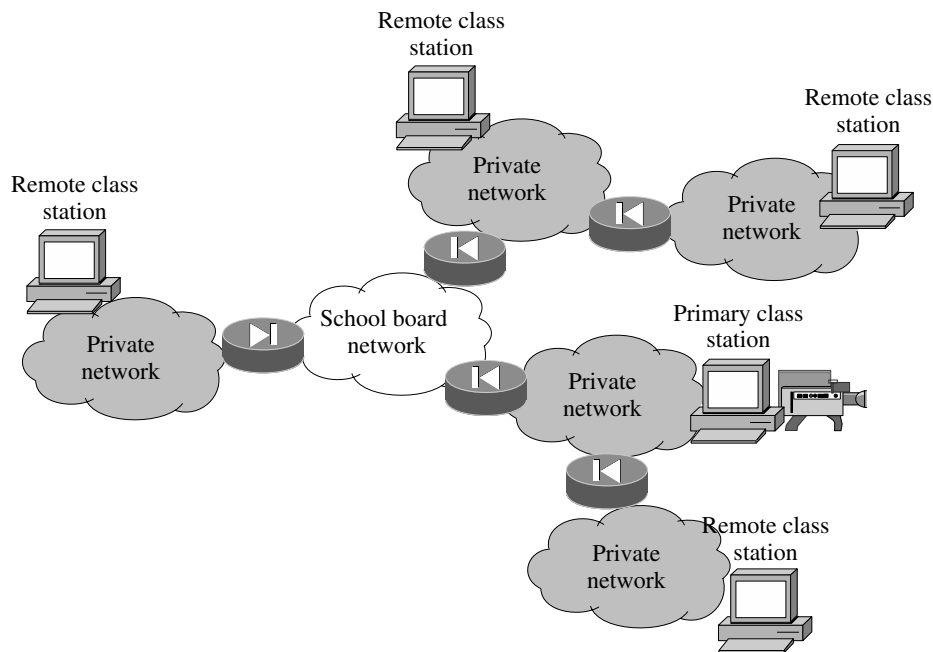 Remote class
station
Remote class
station
Private
network
Remote class
station
Private
network
School board
network
Primary class
station
Private
network
Private
network
Remote class
station
Private
network